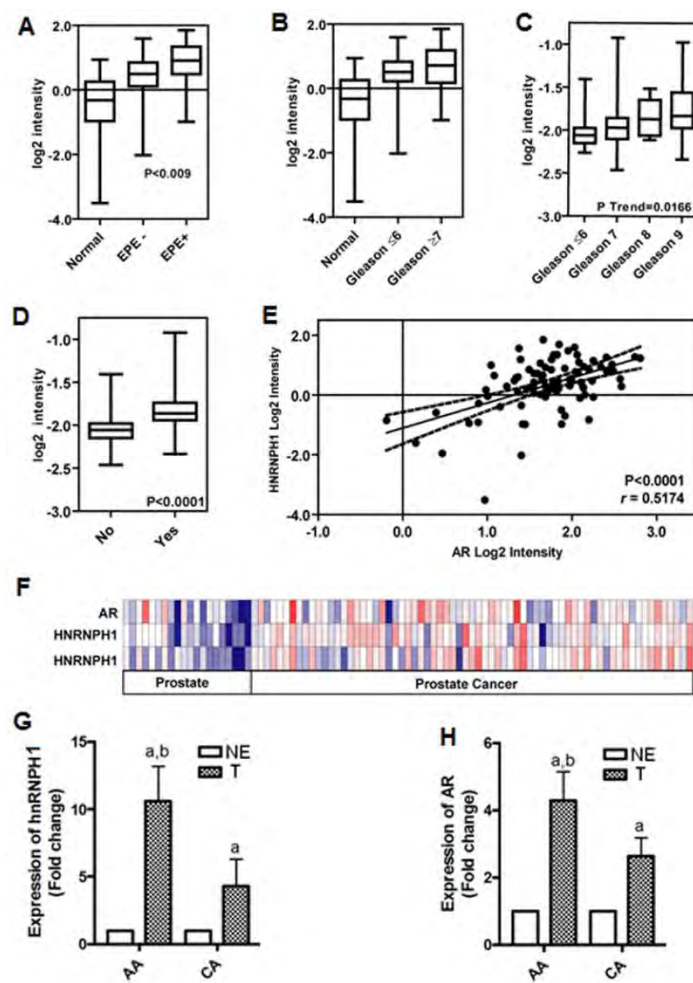 A
log2 intensity
2.0
0.0
-2.0
-4.0
P<0.009
Normal
EPE -
EPE+
B
log2 intensity
2.0
0.0
-2.0
-4.0
Normal
Gleason ≤6
Gleason ≥7
C
log2 intensity
-1.0
-1.5
-2.0
-2.5
-3.0
P Trend=0.0166
Gleason ≤6
Gleason 7
Gleason 8
Gleason 9
D
log2 intensity
-1.0
-1.5
-2.0
-2.5
-3.0
P<0.0001
No
Yes
E
HNRNPH1 Log2 Intensity
2.0
0.0
-2.0
-4.0
P<0.0001
r = 0.5174
-1.0
0.0
1.0
2.0
3.0
AR Log2 Intensity
F
AR
HNRNPH1
HNRNPH1
Prostate
Prostate Cancer
G
Expression of hnRNPH1
(Fold change)
15
10
5
0
a,b
a
NE
T
AA
CA
H
Expression of AR
(Fold change)
6
4
2
0
a,b
a
NE
T
AA
CA